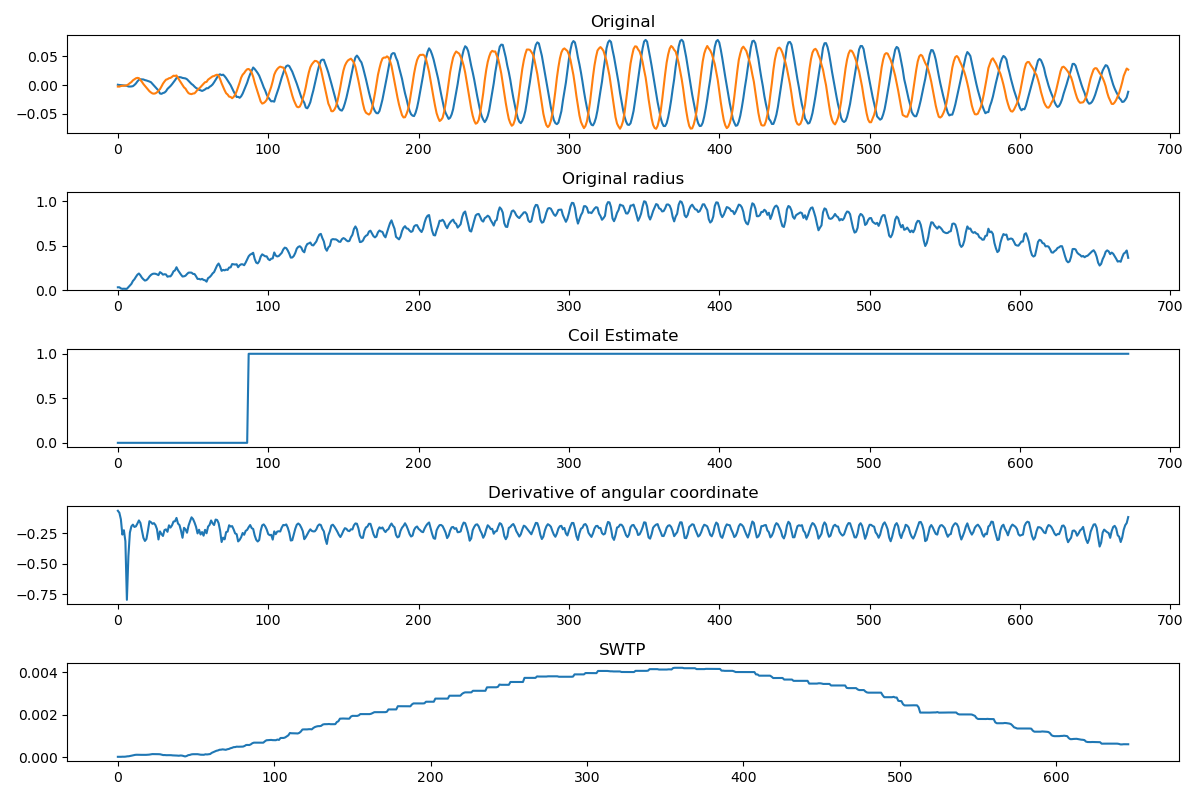 Original
0.05
0.00
−0.05
0 100 200 300 400 500 600 700
Original radius
1.0
0.5
0.0
0 100 200 300 400 500 600 700
Coil Estimate
1.0
0.5
0.0
0 100 200 300 400 500 600 700
Derivative of angular coordinate
−0.25
−0.50
−0.75
0 100 200 300 400 500 600 700
SWTP
0.004
0.002
0.000
0 100 200 300 400 500 600